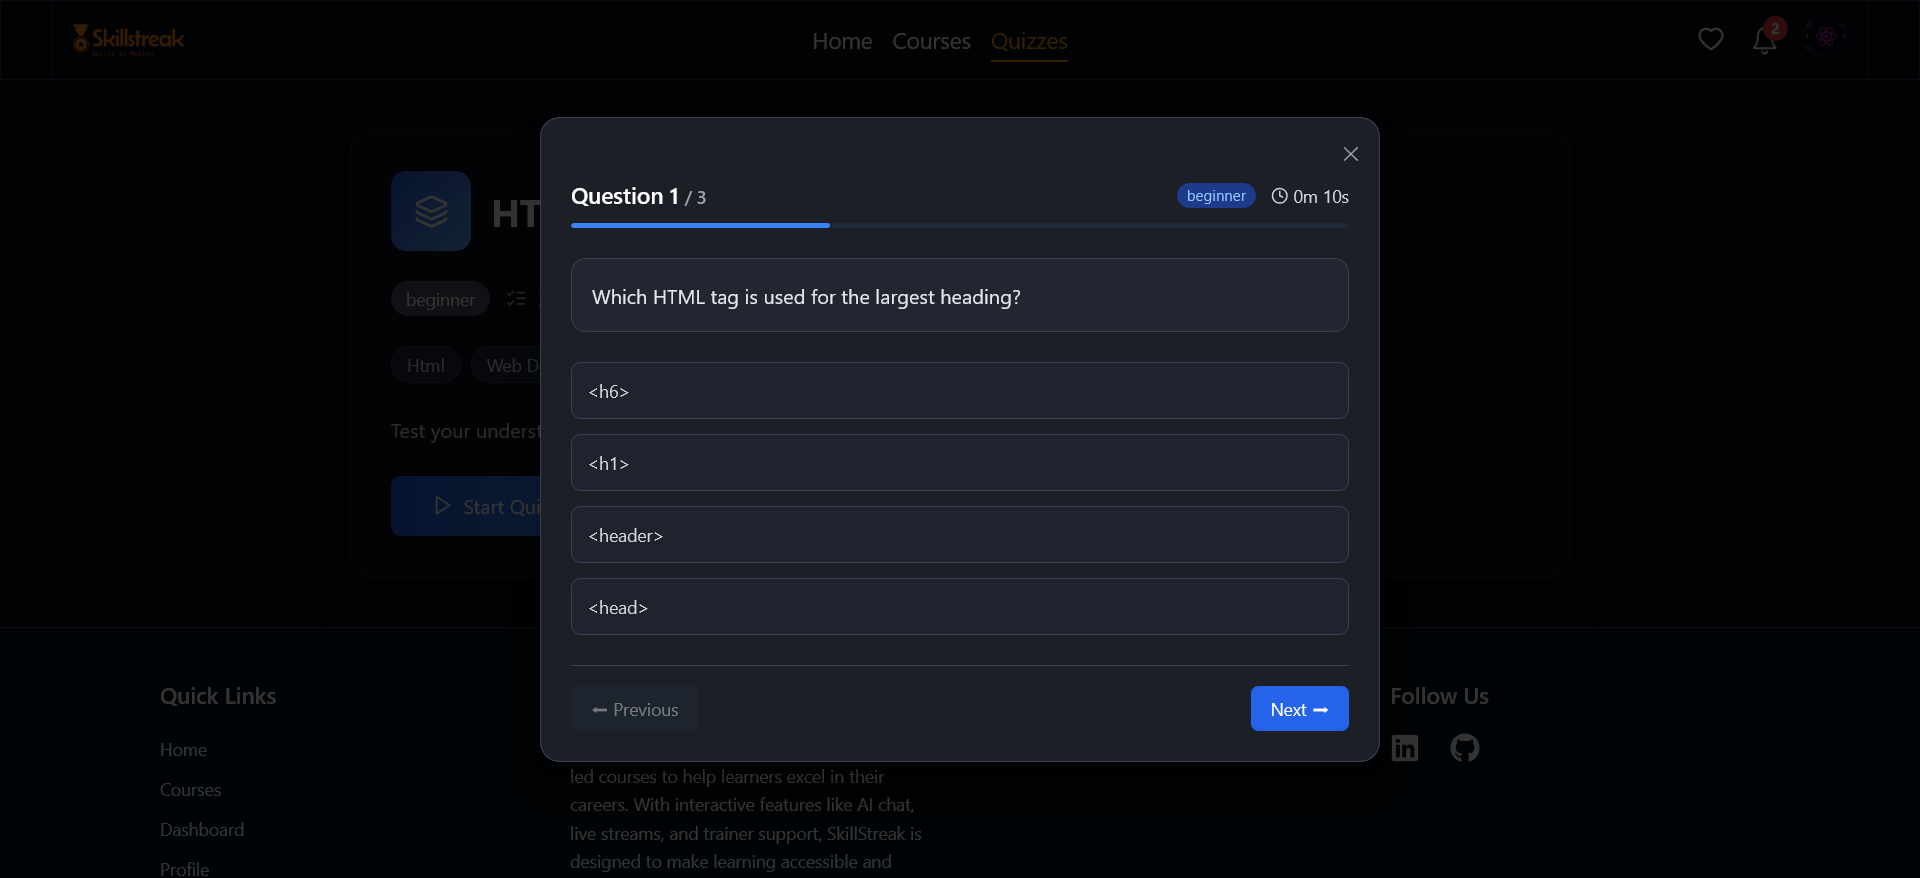 Skillstreak
Skills in Motion
Home Courses Quizzes
2
Question 1 / 3
beginner
0m 10s
HT
Which HTML tag is used for the largest heading?
beginner
Html
Web D
<h6>
<h1>
<header>
<head>
Test your underst
Start Qui
Previous
Next
Quick Links
Home
Courses
Dashboard
Profile
led courses to help learners excel in their
careers. With interactive features like AI chat,
live streams, and trainer support, SkillStreak is
designed to make learning accessible and
Follow Us